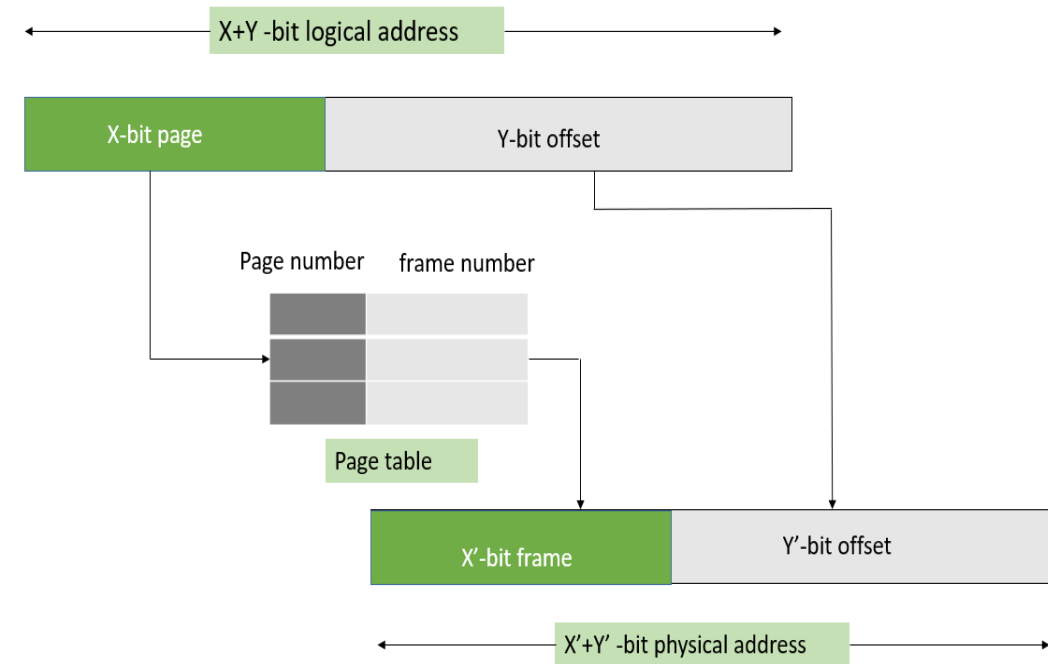 X+Y -bit logical address
X-bit page
Y-bit offset
Page number
frame number
Page table
X’-bit frame
Y’-bit offset
X’+Y’ -bit physical address